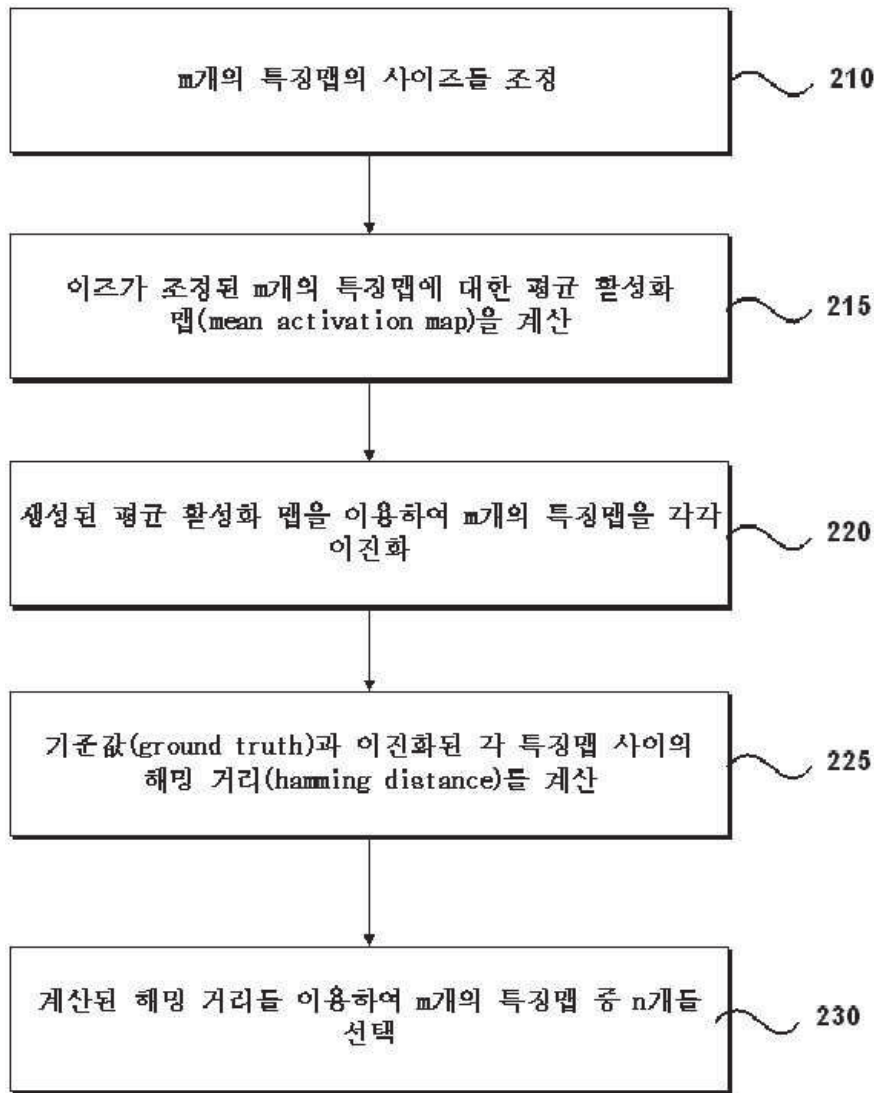 m개의 특징맵의 사이즈를 조정
210
이즈가 조정된 m개의 특징맵에 대한 평균 활성화
맵(mean activation map)을 계산
215
생성된 평균 활성화 맵을 이용하여 m개의 특징맵을 각각
이진화
220
기준값(ground truth)과 이진화된 각 특징맵 사이의
해밍 거리(hamming distance)를 계산
225
계산된 해밍 거리를 이용하여 m개의 특징맵 중 n개를
선택
230